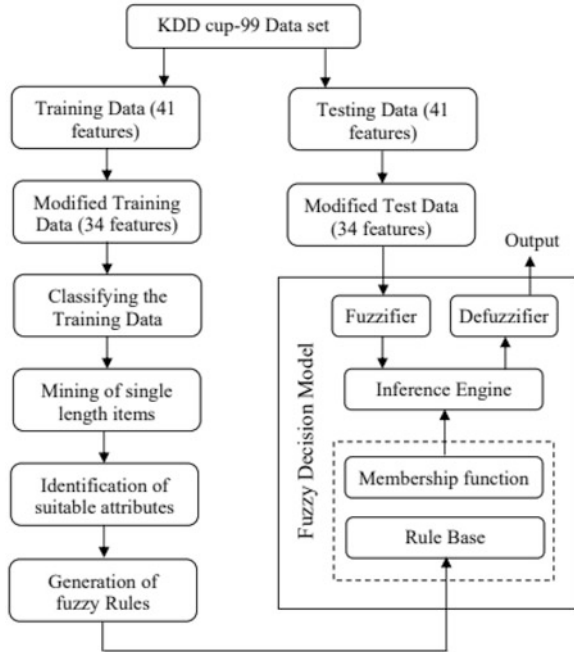 KDD cup-99 Data set
Training Data (41
features)
Modified Training
Data (34 features)
Classifying the
Training Data
Mining of single
length items
Identification of
suitable attributes
Generation of
fuzzy Rules
Testing Data (41
features)
Modified Test Data
(34 features)
Output
Fuzzifier
Defuzzifier
Inference Engine
Membership function
Rule Base
Fuzzy Decision Model